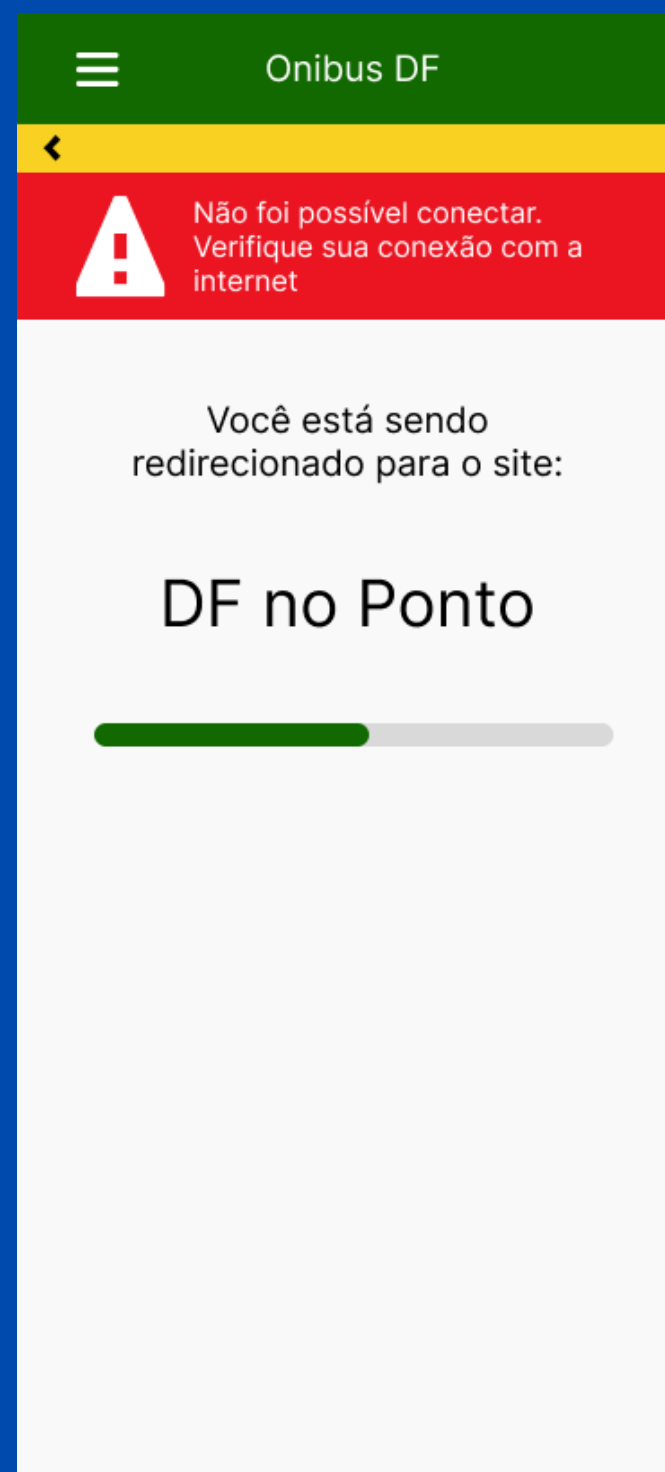 Onibus DF
Não foi possível conectar.
Verifique sua conexão com a
internet
Você está sendo
redirecionado para o site:
DF no Ponto